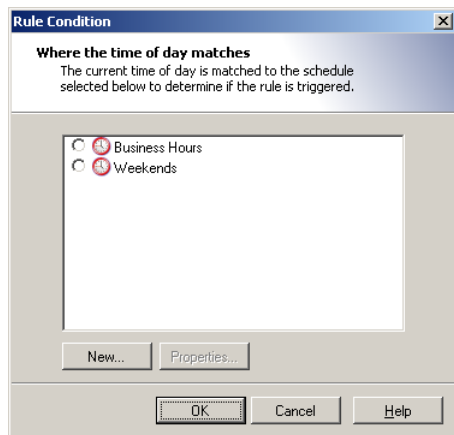 Rule Condition
Where the time of day matches
The current time of day is matched to the schedule
selected below to determine if the rule is triggered.
Business Hours
Weekends
New... Properties...
OK Cancel Help